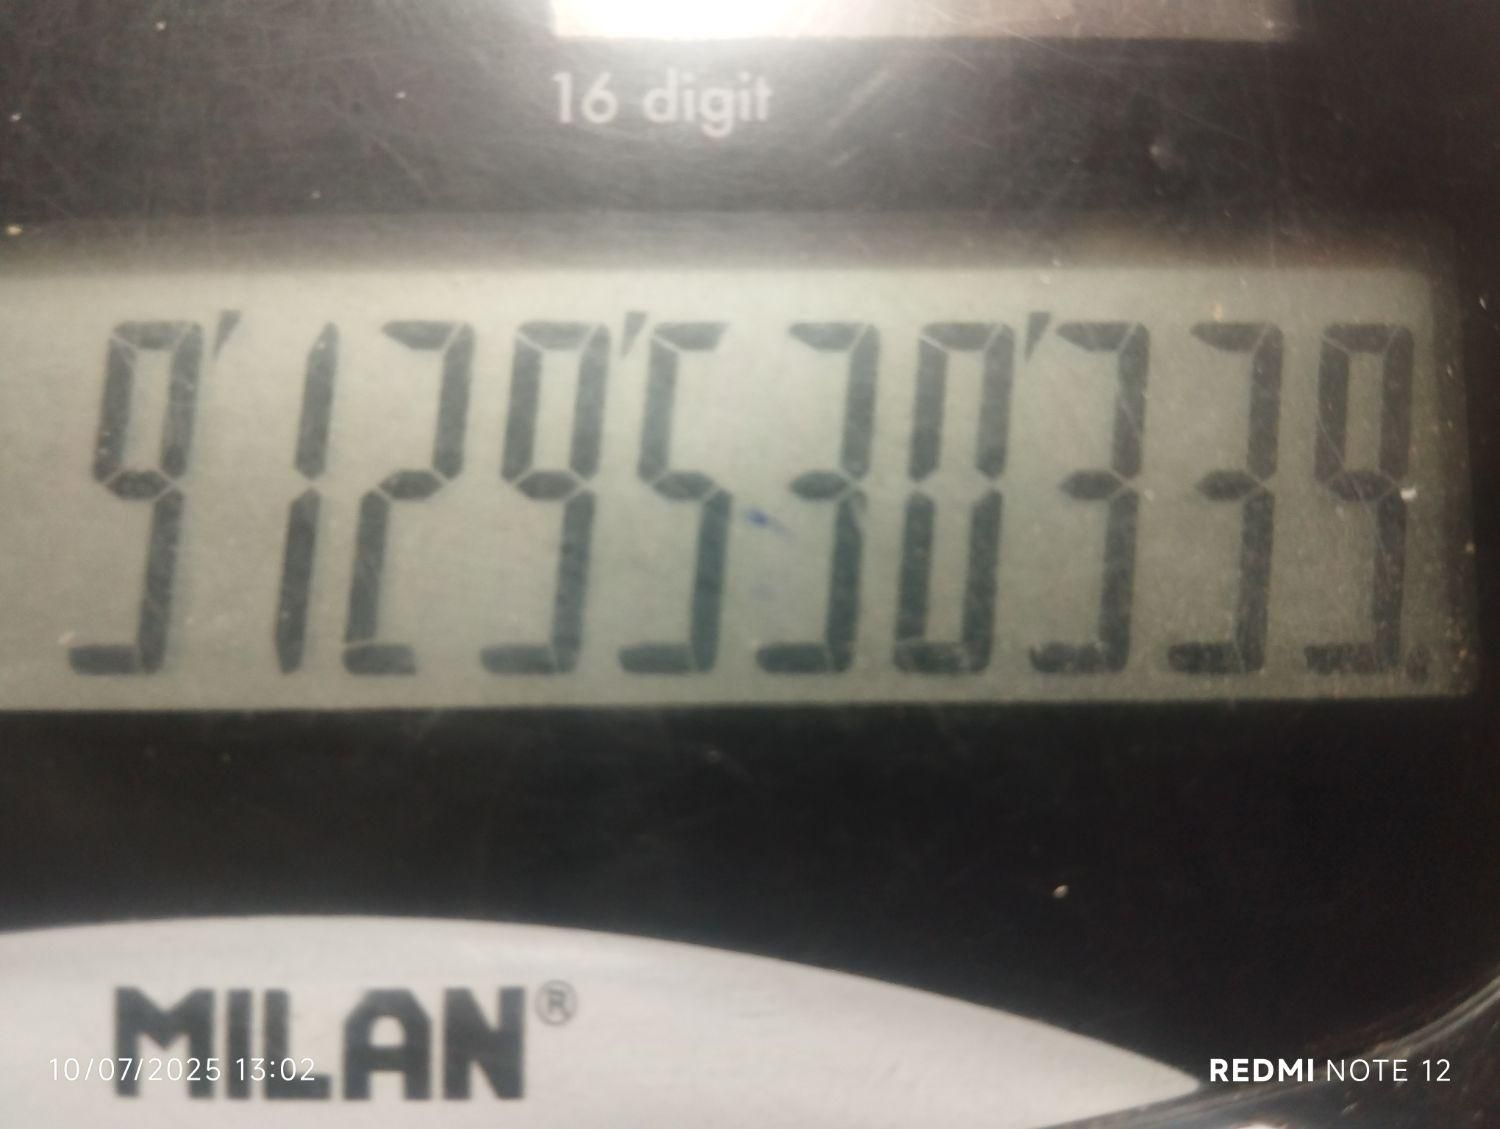 16 digit
9'129'530'339.
MILAN®
10/07/2025 13:02
REDMI NOTE 12